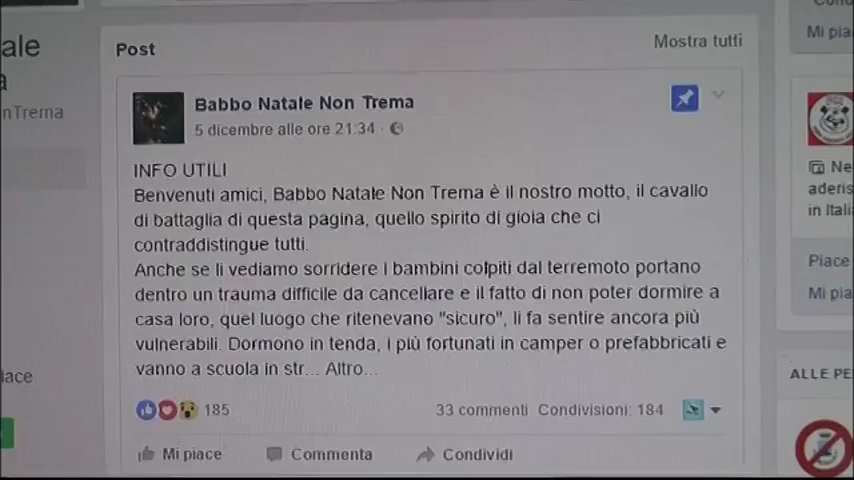 ale
a
nTrema
Post
Mostra tutti
Babbo Natale Non Trema
5 dicembre alle ore 21:34 ·
INFO UTILI
Benvenuti amici, Babbo Natale Non Trema è il nostro motto, il cavallo
di battaglia di questa pagina, quello spirito di gioia che ci
contraddistingue tutti.
Anche se li vediamo sorridere i bambini colpiti dal terremoto portano
dentro un trauma difficile da cancellare e il fatto di non poter dormire a
casa loro, quel luogo che ritenevano "sicuro", li fa sentire ancora più
vulnerabili. Dormono in tenda, i più fortunati in camper o prefabbricati e
vanno a scuola in str... Altro...
185
33 commenti Condivisioni: 184
Mi piace
Commenta
Condividi
iace
Mi pia
Ne
aderis
in Itali
Piace
Mi pia
ALLE PE